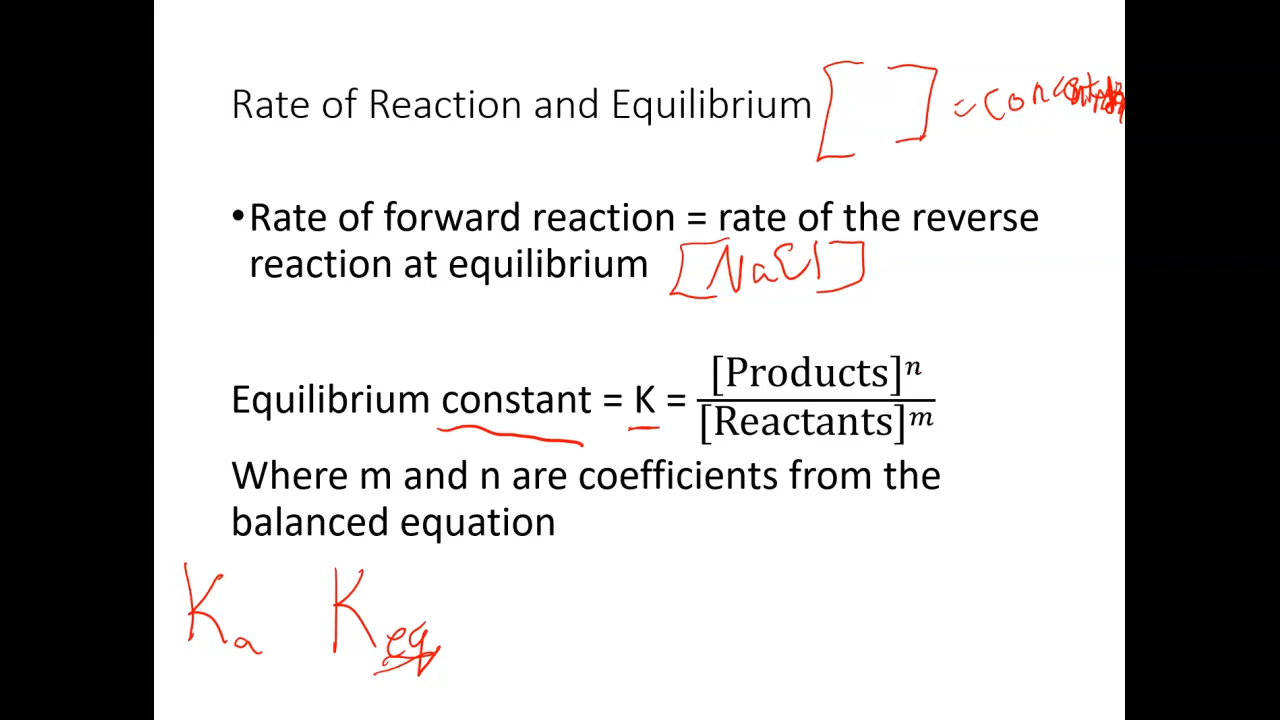 Rate of Reaction and Equilibrium [ ] =
•Rate of forward reaction = rate of the reverse
reaction at equilibrium [NaCl]
[Products]ⁿ
Equilibrium constant = K =
[Reactants]ᵐ
Where m and n are coefficients from the
balanced equation
Ka Keq